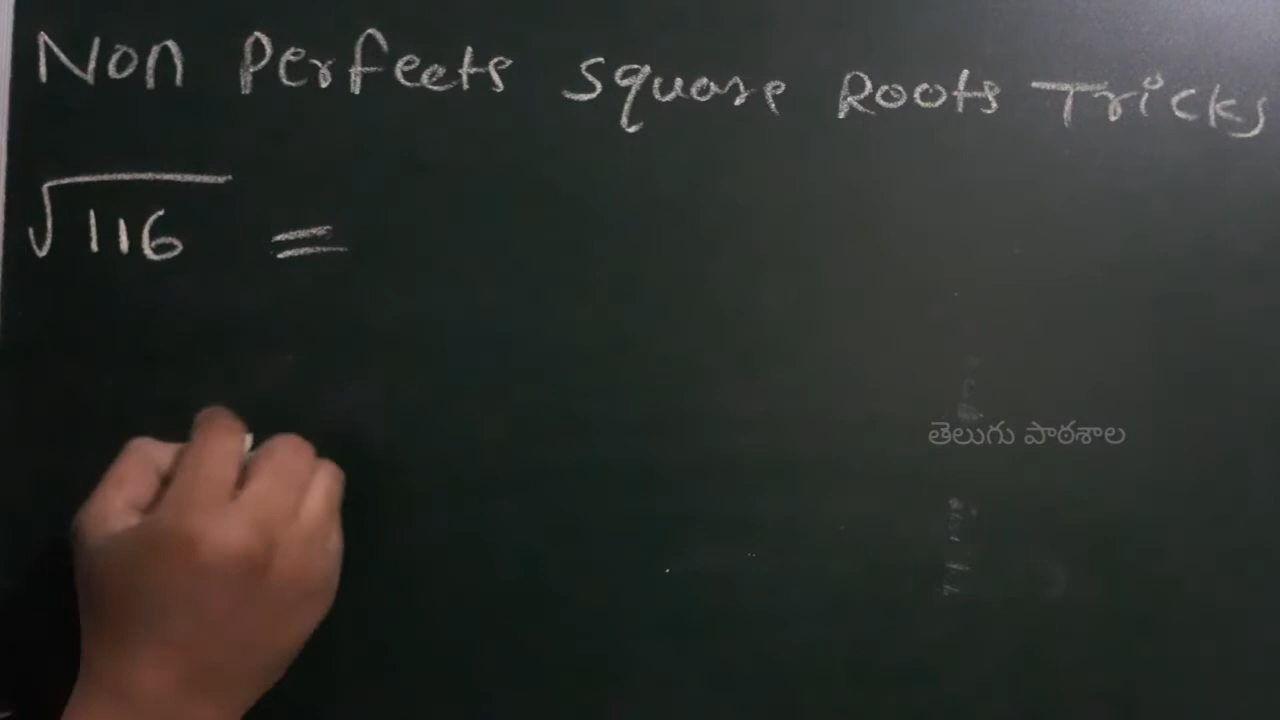 Non Perfects Square Roots Tricks
√116 =
తెలుగు పాఠశాల